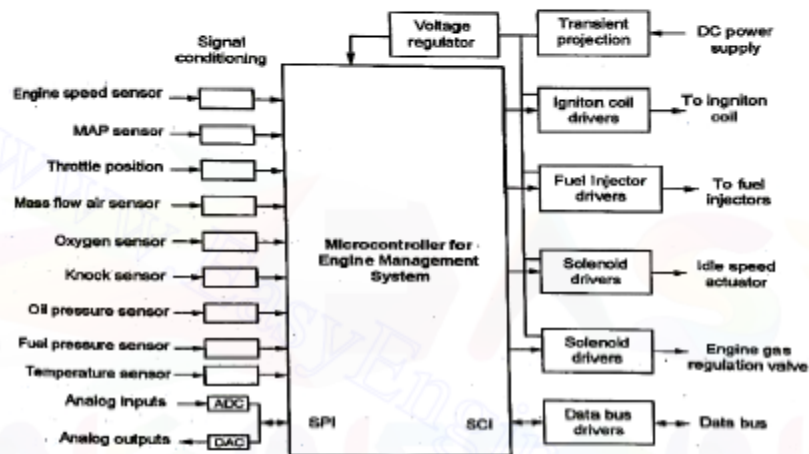 Voltage
regulator
Transient
projection
DC power
supply
Signal
conditioning
Engine speed sensor
MAP sensor
Throttle position
Mass flow air sensor
Oxygen sensor
Knock sensor
Oil pressure sensor
Fuel pressure sensor
Temperature sensor
Analog inputs
ADC
Analog outputs
DAC
SPI
Microcontroller for
Engine Management
System
SCI
Igniton coil
drivers
To ingniton
coil
Fuel Injector
drivers
To fuel
injectors
Solenoid
drivers
Idle speed
actuator
Solenoid
drivers
Engine gas
regulation valve
Data bus
drivers
Data bus